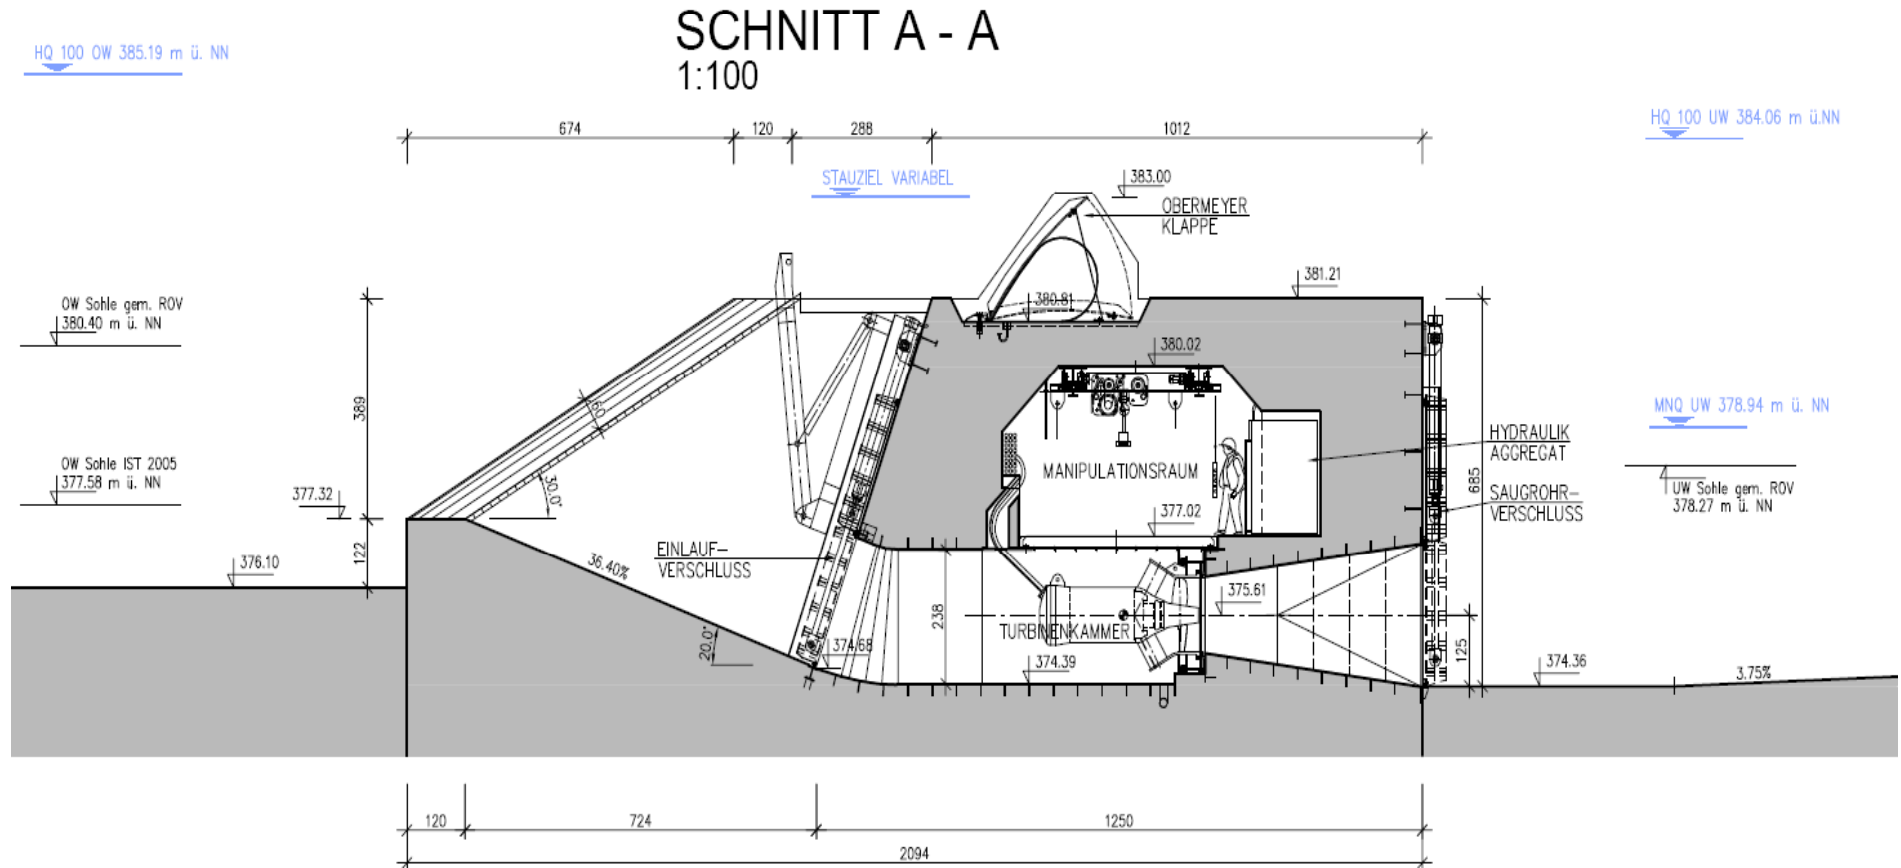 SCHNITT A - A
1:100
HQ 100 OW 385.19 m ü. NN
HQ 100 UW 384.06 m ü.NN
674
120
288
1012
STAUZIEL VARIABEL
383.00
OBERMEYER
KLAPPE
381.21
380.81
OW Sohle gem. ROV
380.40 m ü. NN
380.02
389
60
MNQ UW 378.94 m ü. NN
HYDRAULIK
AGGREGAT
MANIPULATIONSRAUM
685
OW Sohle IST 2005
377.58 m ü. NN
377.32
30.0°
SAUGROHR-
VERSCHLUSS
UW Sohle gem. ROV
378.27 m ü. NN
377.02
122
EINLAUF-
VERSCHLUSS
36.40%
376.10
375.61
238
TURBINENKAMMER
20.0°
374.68
374.39
125
374.36
3.75%
120
724
1250
2094